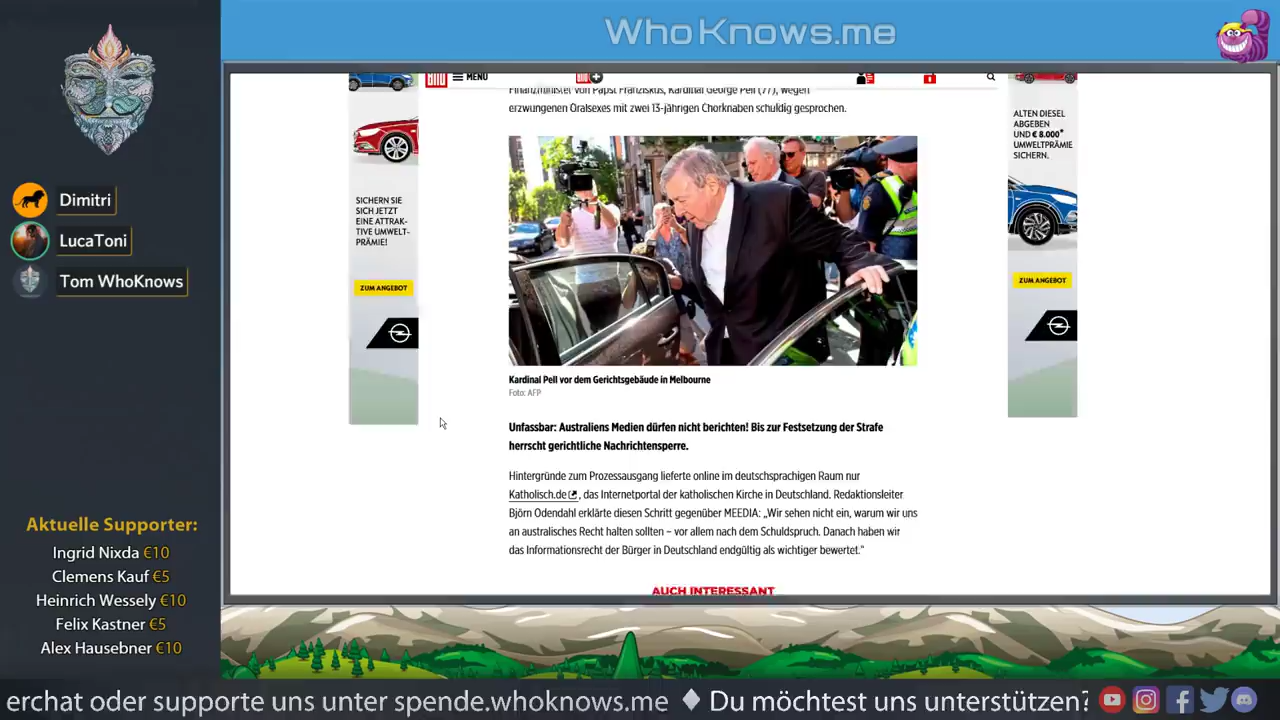 WhoKnows.me
BILD MENÜ
BILD
Finanzminister von Papst Franziskus, Kardinal George Pell (77), wegen
erzwungenen Oralsexes mit zwei 13-jährigen Chorknaben schuldig gesprochen.
Dimitri
LucaToni
Tom WhoKnows
SICHERN SIE
SICH JETZT
EINE ATTRAK-
TIVE UMWELT-
PRÄMIE!
ZUM ANGEBOT
ALTEN DIESEL
ABGEBEN
UND € 8.000*
UMWELTPRÄMIE
SICHERN.
ZUM ANGEBOT
Kardinal Pell vor dem Gerichtsgebäude in Melbourne
Foto: AFP
Unfassbar: Australiens Medien dürfen nicht berichten! Bis zur Festsetzung der Strafe
herrscht gerichtliche Nachrichtensperre.
Hintergründe zum Prozessausgang lieferte online im deutschsprachigen Raum nur
Katholisch.de, das Internetportal der katholischen Kirche in Deutschland. Redaktionsleiter
Björn Odendahl erklärte diesen Schritt gegenüber MEEDIA: „Wir sehen nicht ein, warum wir uns
an australisches Recht halten sollten – vor allem nach dem Schuldspruch. Danach haben wir
das Informationsrecht der Bürger in Deutschland endgültig als wichtiger bewertet.“
AUCH INTERESSANT
Aktuelle Supporter:
Ingrid Nixda €10
Clemens Kauf €5
Heinrich Wessely €10
Felix Kastner €5
Alex Hausebner €10
erchat oder supporte uns unter spende.whoknows.me ♦ Du möchtest uns unterstützen?